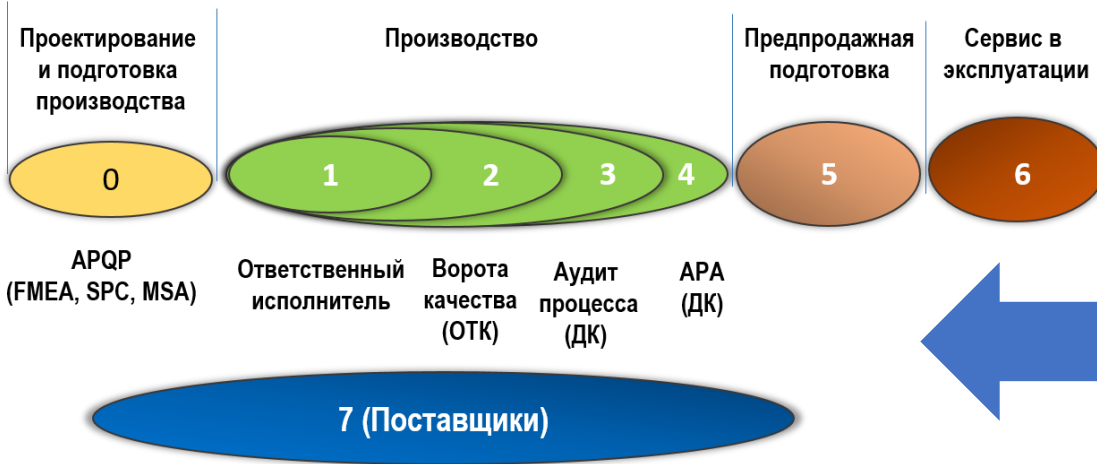 Проектирование
и подготовка
производства
Производство
Предпродажная
подготовка
Сервис в
эксплуатации
0
1
2
3
4
5
6
APQP
(FMEA, SPC, MSA)
Ответственный
исполнитель
Ворота
качества
(ОТК)
Аудит
процесса
(ДК)
АРА
(ДК)
7 (Поставщики)